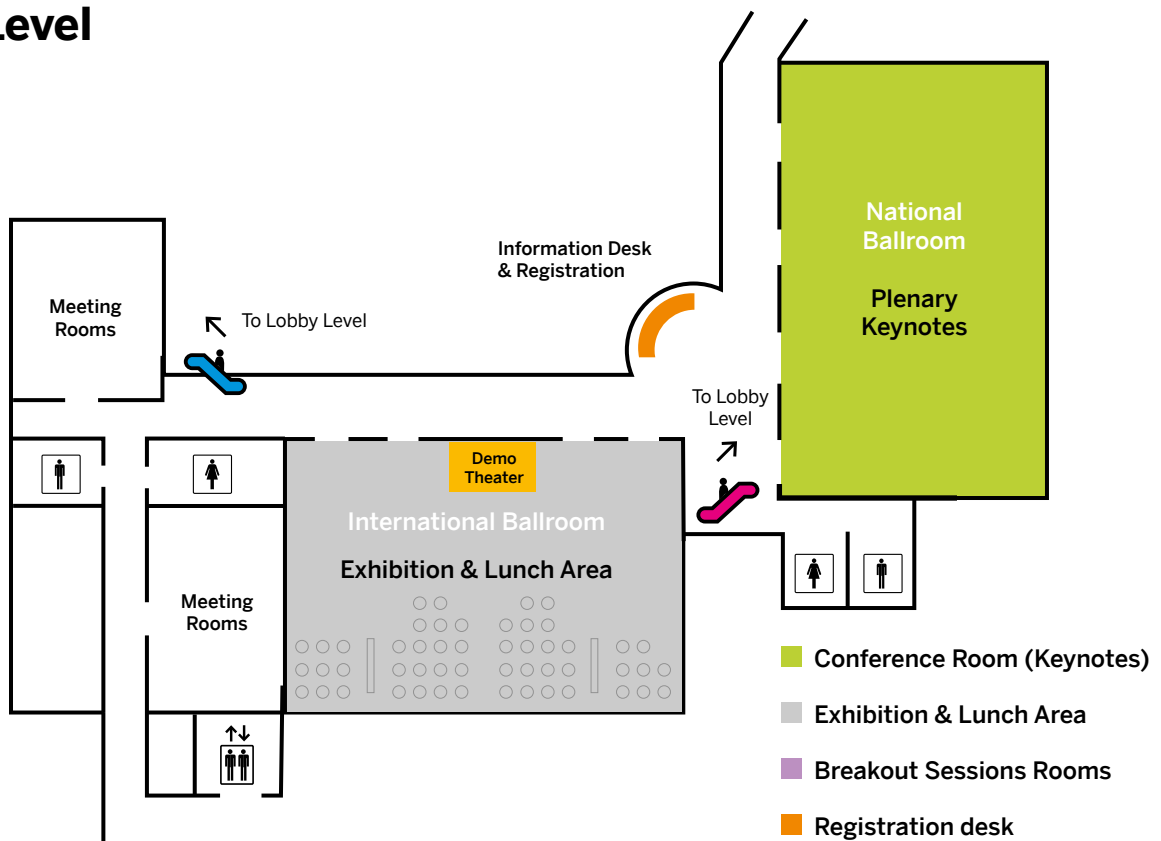 Level
National
Ballroom
Plenary
Keynotes
Information Desk
& Registration
Meeting
Rooms
To Lobby Level
To Lobby
Level
Demo
Theater
International Ballroom
Exhibition & Lunch Area
Meeting
Rooms
Conference Room (Keynotes)
Exhibition & Lunch Area
Breakout Sessions Rooms
Registration desk